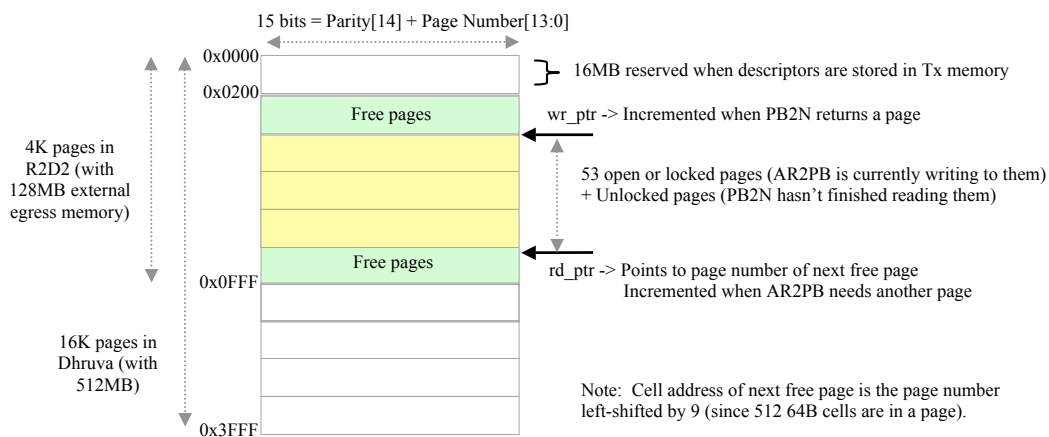 15 bits = Parity[14] + Page Number[13:0]
0x0000
16MB reserved when descriptors are stored in Tx memory
0x0200
Free pages
wr_ptr -> Incremented when PB2N returns a page
4K pages in
R2D2 (with
128MB external
egress memory)
53 open or locked pages (AR2PB is currently writing to them)
+ Unlocked pages (PB2N hasn't finished reading them)
Free pages
rd_ptr -> Points to page number of next free page
Incremented when AR2PB needs another page
0x0FFF
16K pages in
Dhruva (with
512MB)
Note: Cell address of next free page is the page number
left-shifted by 9 (since 512 64B cells are in a page).
0x3FFF